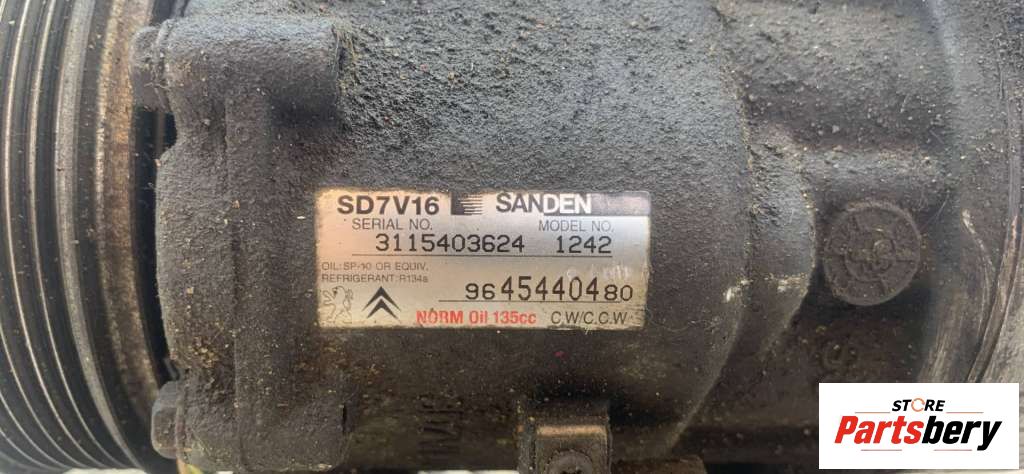 SD7V16 SANDEN
SERIAL NO. MODEL NO.
3115403624 1242
OIL:SP-10 OR EQUIV.
REFRIGERANT:R134a
9645440480
NORM Oil 135cc C.W/C.C.W
STORE
Partsbery